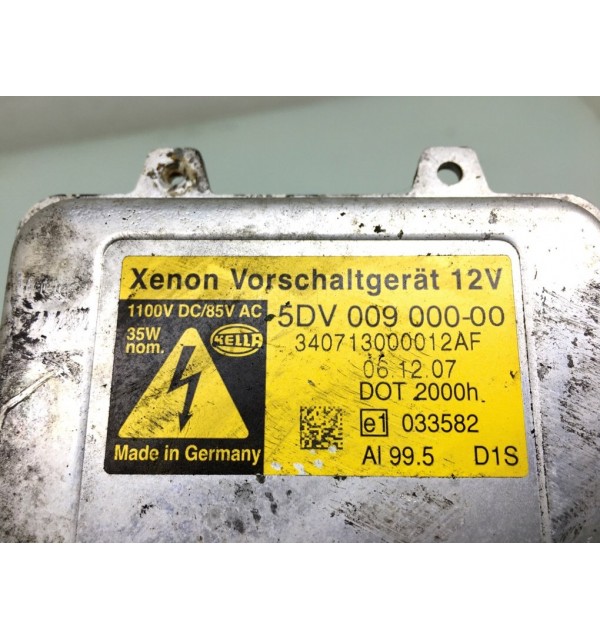 Xenon Vorschaltgerät 12V
1100V DC/85V AC
35W
nom.
HELLA
Made in Germany
5DV 009 000-00
340713000012AF
06.12.07
DOT 2000h
e1 033582
Al 99.5 D1S